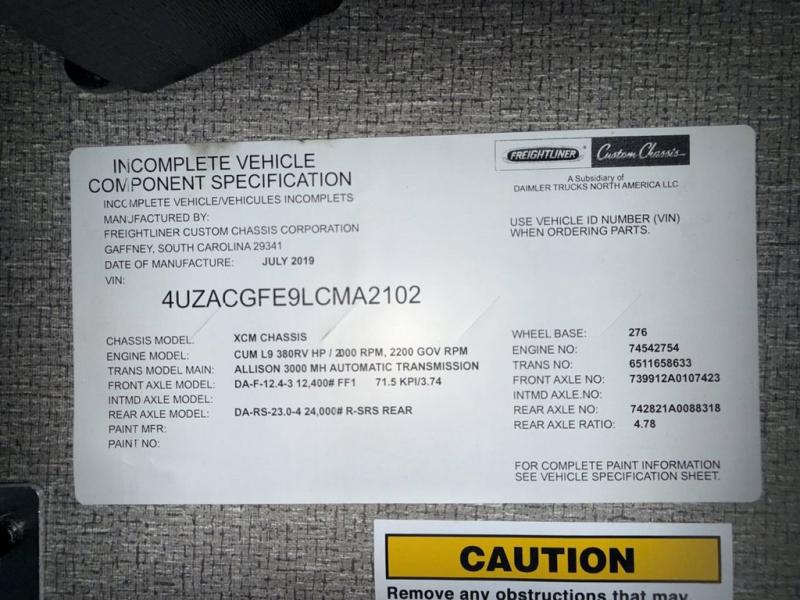 INCOMPLETE VEHICLE
COMPONENT SPECIFICATION
INCOMPLETE VEHICLE/VEHICULES INCOMPLETS
MANUFACTURED BY:
FREIGHTLINER CUSTOM CHASSIS CORPORATION
GAFFNEY, SOUTH CAROLINA 29341
DATE OF MANUFACTURE: JULY 2019
VIN:
4UZACGFE9LCMA2102
FREIGHTLINER Custom Chassis
A Subsidiary of
DAIMLER TRUCKS NORTH AMERICA LLC
USE VEHICLE ID NUMBER (VIN)
WHEN ORDERING PARTS.
CHASSIS MODEL: XCM CHASSIS
ENGINE MODEL: CUM L9 380RV HP / 2000 RPM, 2200 GOV RPM
TRANS MODEL MAIN: ALLISON 3000 MH AUTOMATIC TRANSMISSION
FRONT AXLE MODEL: DA-F-12.4-3 12,400# FF1 71.5 KPI/3.74
INTMD AXLE MODEL:
REAR AXLE MODEL: DA-RS-23.0-4 24,000# R-SRS REAR
PAINT MFR:
PAINT NO:
WHEEL BASE: 276
ENGINE NO: 74542754
TRANS NO: 6511658633
FRONT AXLE NO: 739912A0107423
INTMD AXLE.NO:
REAR AXLE NO: 742821A0088318
REAR AXLE RATIO: 4.78
FOR COMPLETE PAINT INFORMATION
SEE VEHICLE SPECIFICATION SHEET.
CAUTION
Remove any obstructions that may